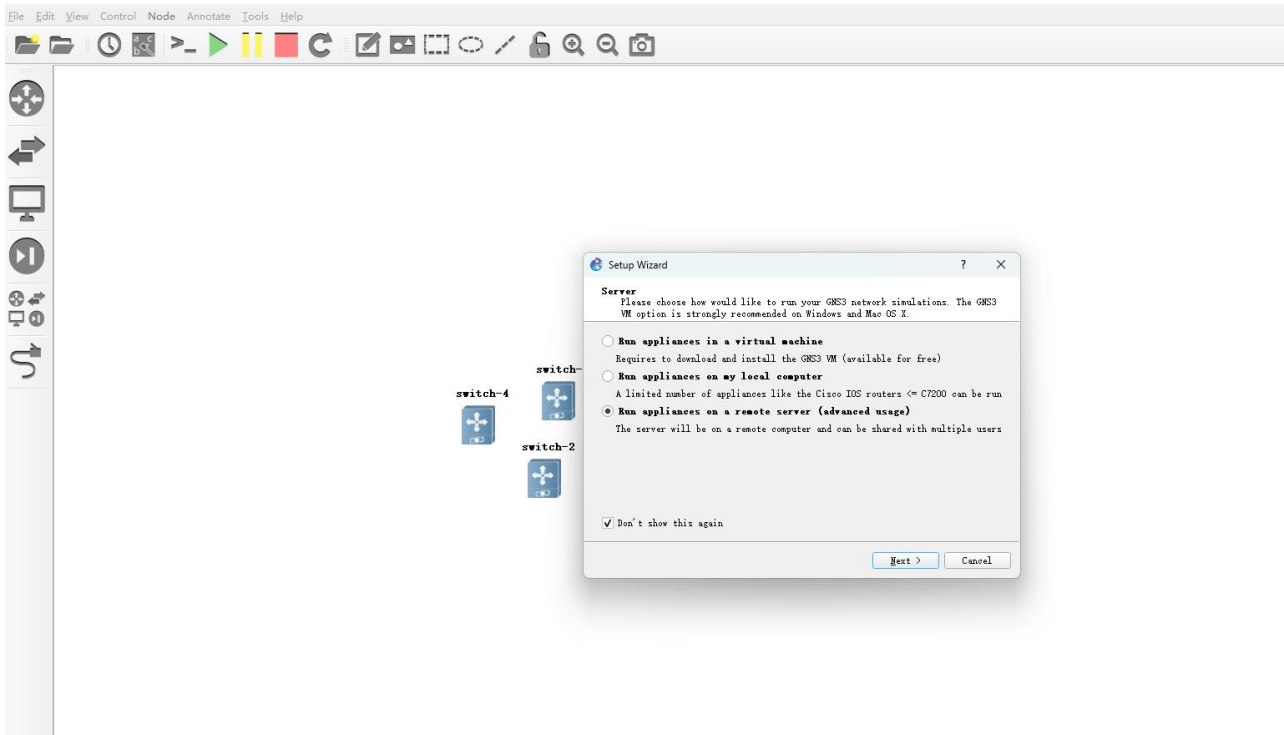 File Edit View Control Node Annotate Tools Help
Setup Wizard
Server
Please choose how would like to run your GNS3 network simulations. The GNS3
VM option is strongly recommended on Windows and Mac OS X.
Run appliances in a virtual machine
Requires to download and install the GNS3 VM (available for free)
Run appliances on my local computer
A limited number of appliances like the Cisco IOS routers <= C7200 can be run
Run appliances on a remote server (advanced usage)
The server will be on a remote computer and can be shared with multiple users
switch-
switch-4
switch-2
Don't show this again
Next >
Cancel